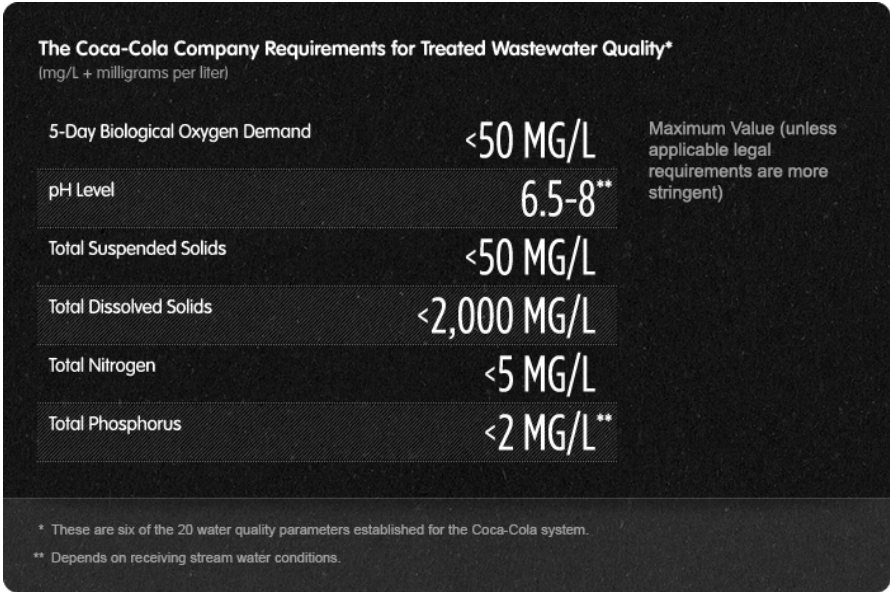 The Coca-Cola Company Requirements for Treated Wastewater Quality*
(mg/L + milligrams per liter)
5-Day Biological Oxygen Demand <50 MG/L
Maximum Value (unless
applicable legal
requirements are more
stringent)
pH Level 6.5-8**
Total Suspended Solids <50 MG/L
Total Dissolved Solids <2,000 MG/L
Total Nitrogen <5 MG/L
Total Phosphorus <2 MG/L**
* These are six of the 20 water quality parameters established for the Coca-Cola system.
** Depends on receiving stream water conditions.